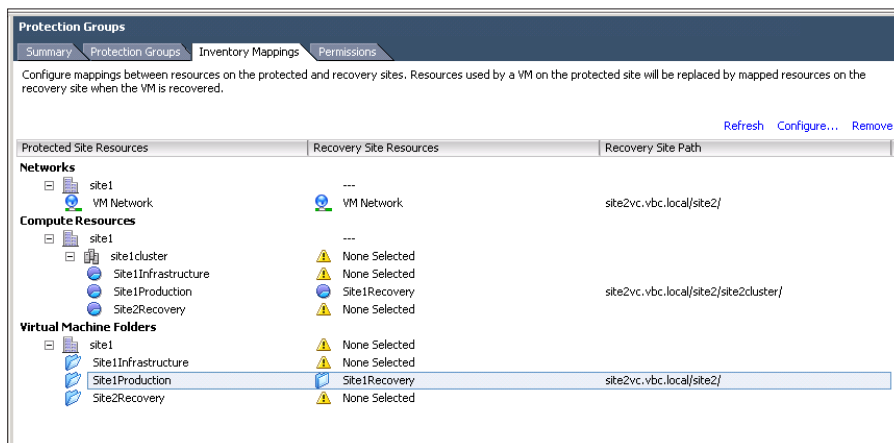 Protection Groups
Summary Protection Groups Inventory Mappings Permissions
Configure mappings between resources on the protected and recovery sites. Resources used by a VM on the protected site will be replaced by mapped resources on the
recovery site when the VM is recovered.
Refresh Configure... Remove
Protected Site Resources Recovery Site Resources Recovery Site Path
Networks
site1 ---
VM Network VM Network site2vc.vbc.local/site2/
Compute Resources
site1 ---
site1cluster None Selected
Site1Infrastructure None Selected
Site1Production Site1Recovery site2vc.vbc.local/site2/site2cluster/
Site2Recovery None Selected
Virtual Machine Folders
site1 None Selected
Site1Infrastructure None Selected
Site1Production Site1Recovery site2vc.vbc.local/site2/
Site2Recovery None Selected